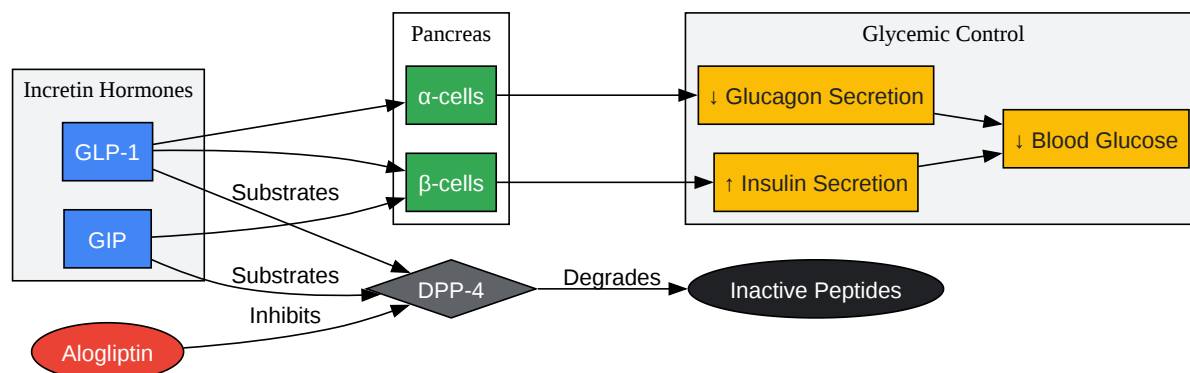 Pancreas
Glycemic Control
Incretin Hormones
α-cells
↓ Glucagon Secretion
GLP-1
↓ Blood Glucose
β-cells
↑ Insulin Secretion
Substrates
GIP
Substrates
DPP-4
Degrades
Inactive Peptides
Inhibits
Alogliptin